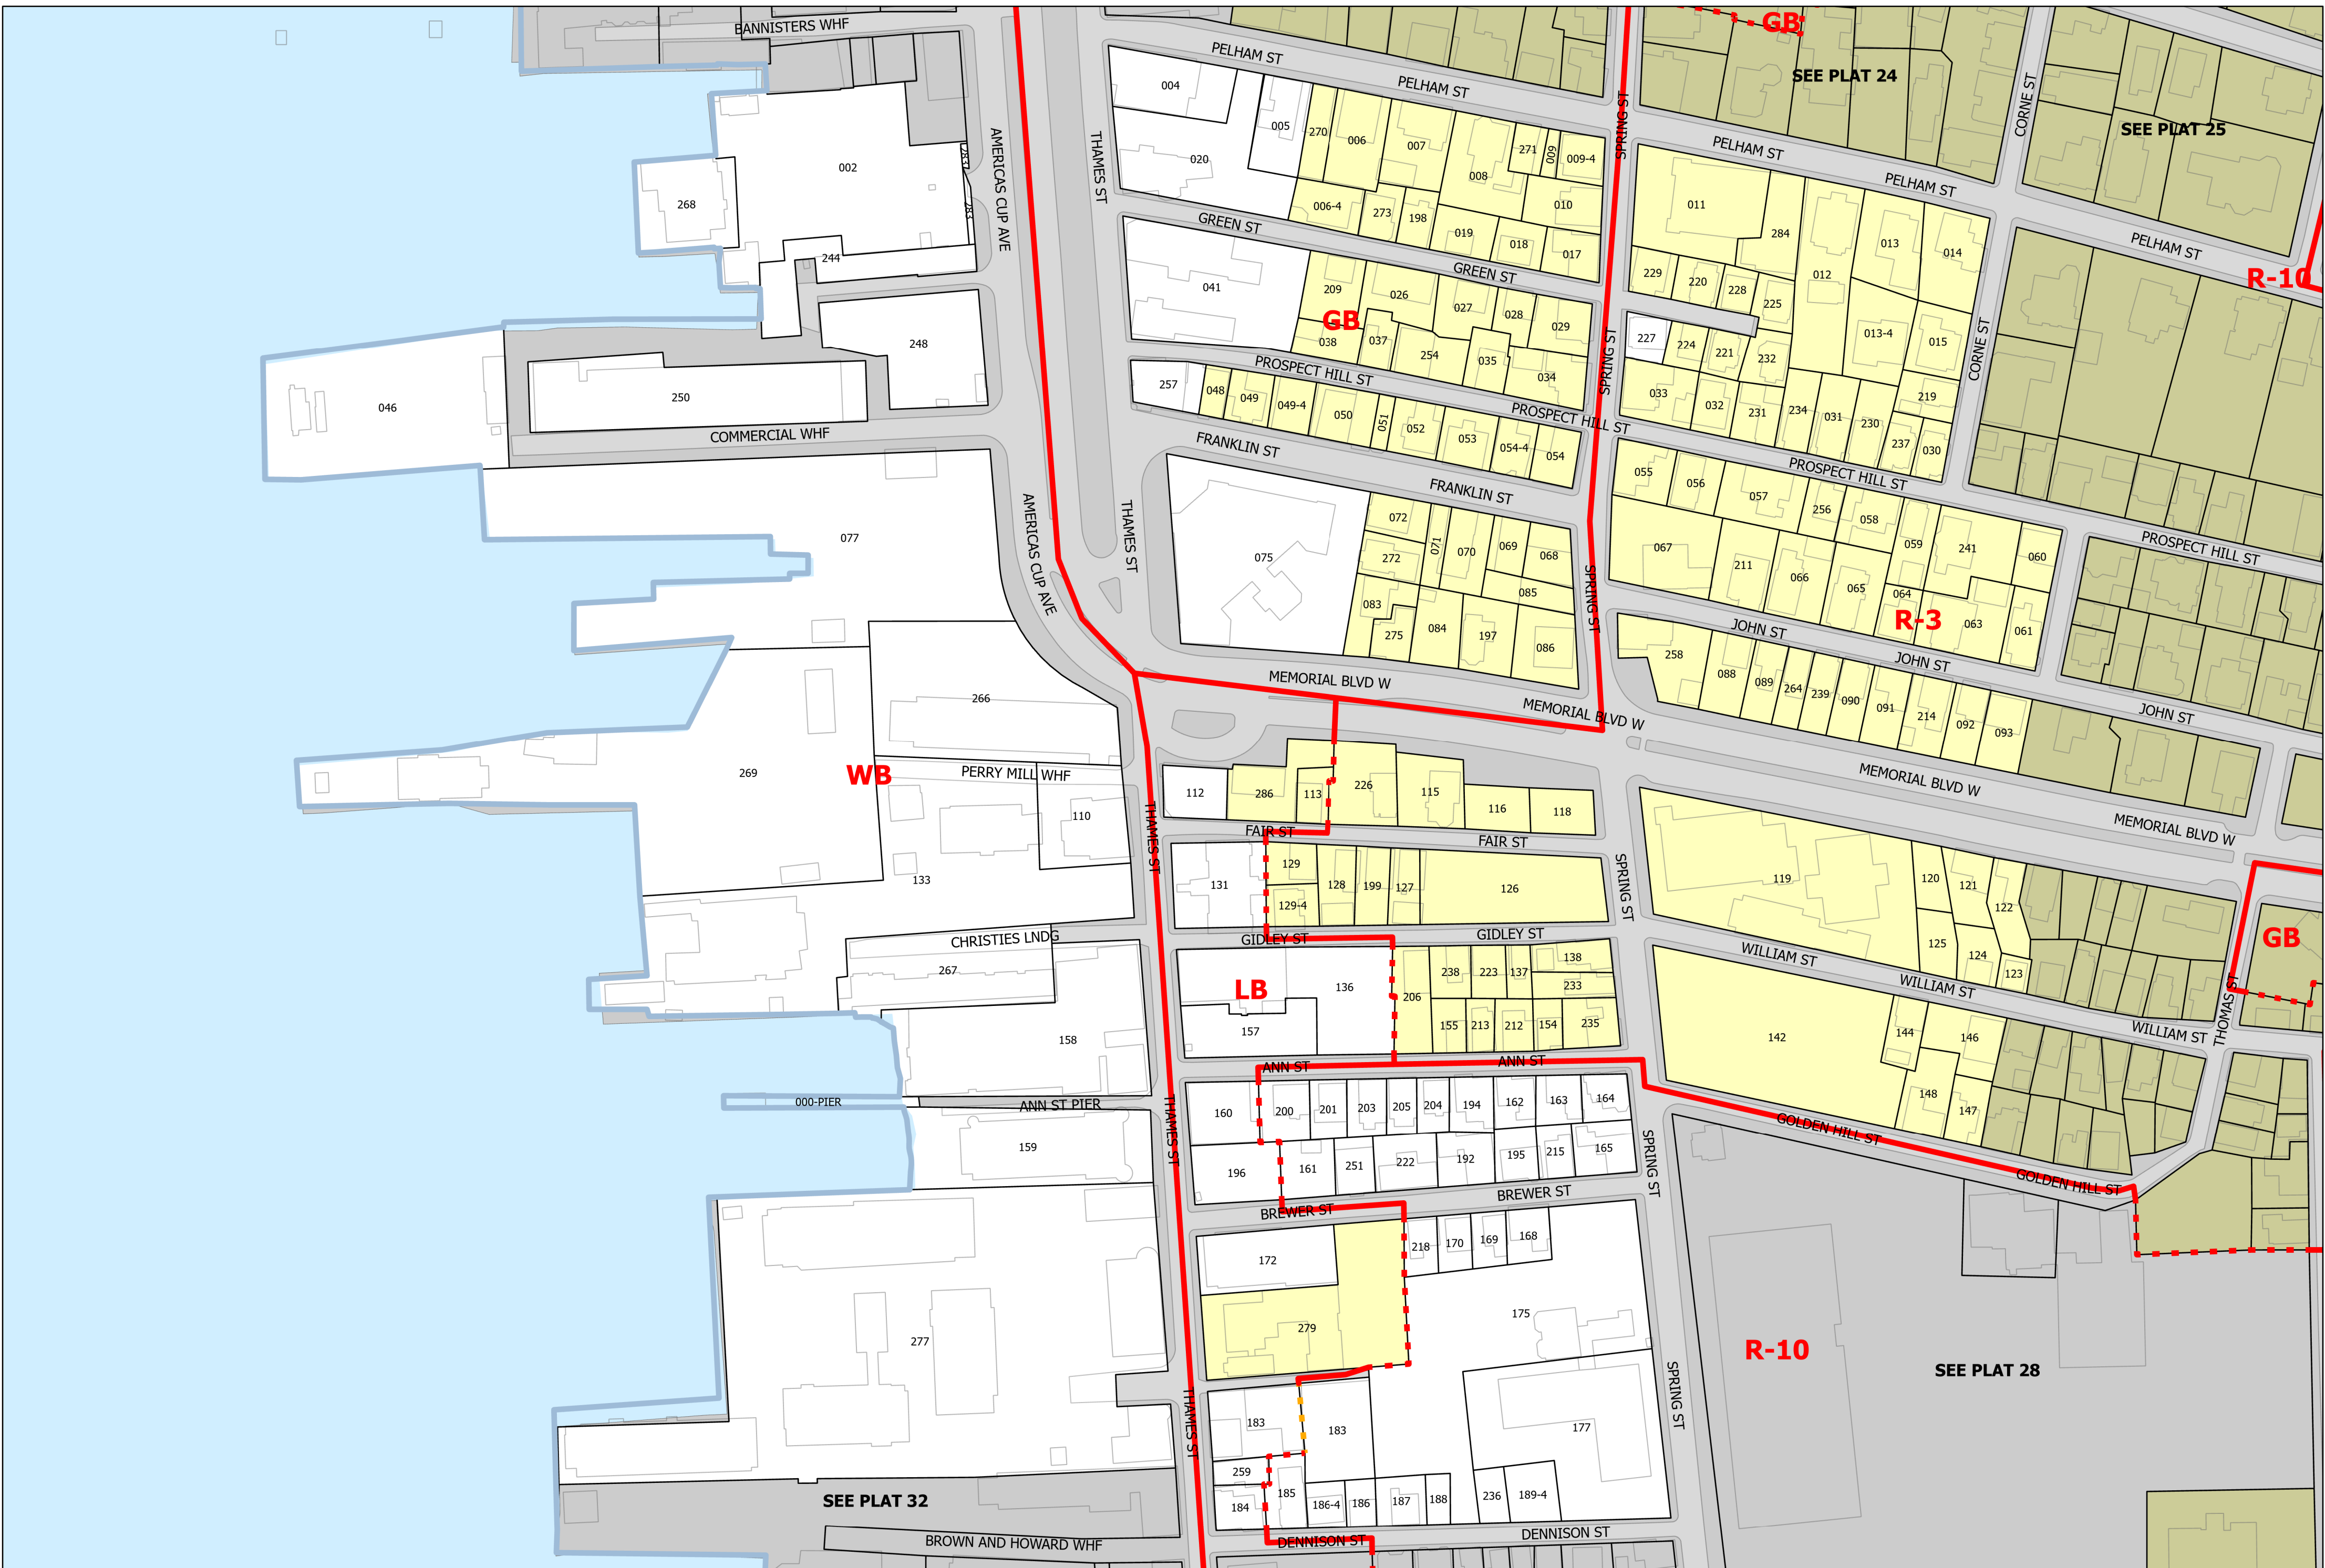 BANNISTERS WHF
PELHAM ST
PELHAM ST
GB
SEE PLAT 24
SEE PLAT 25
CORNE ST
SPRING ST
AMERICAS CUP AVE
THAMES ST
004
005
270
006
007
008
271
009
009-4
PELHAM ST
PELHAM ST
PELHAM ST
002
283
283
020
268
006-4
273
198
019
018
010
017
011
284
012
013
014
R-10
244
GREEN ST
GREEN ST
229
220
228
225
041
209
026
027
028
029
GB
038
037
254
035
034
227
224
221
232
013-4
015
CORNE ST
SPRING ST
248
250
046
COMMERCIAL WHF
PROSPECT HILL ST
PROSPECT HILL ST
257
048
049
049-4
050
051
052
053
054-4
054
033
032
231
234
031
230
219
237
030
FRANKLIN ST
FRANKLIN ST
PROSPECT HILL ST
PROSPECT HILL ST
055
056
057
256
058
059
241
060
077
AMERICAS CUP AVE
THAMES ST
075
072
071
070
069
068
272
085
083
275
084
197
086
SPRING ST
067
211
066
065
064
063
061
R-3
JOHN ST
JOHN ST
JOHN ST
258
088
089
264
239
090
091
214
092
093
MEMORIAL BLVD W
MEMORIAL BLVD W
MEMORIAL BLVD W
MEMORIAL BLVD W
266
269
WB
PERRY MILL WHF
110
133
112
286
113
226
115
116
118
THAMES ST
FAIR ST
FAIR ST
131
129
129-4
128
199
127
126
SPRING ST
119
120
121
122
125
124
123
CHRISTIES LNDG
267
GIDLEY ST
GIDLEY ST
LB
136
157
206
238
223
137
138
233
155
213
212
154
235
WILLIAM ST
WILLIAM ST
WILLIAM ST
THOMAS ST
GB
142
144
146
148
147
158
ANN ST
ANN ST
000-PIER
ANN ST PIER
159
THAMES ST
160
200
201
203
205
204
194
162
163
164
196
161
251
222
192
195
215
165
SPRING ST
GOLDEN HILL ST
GOLDEN HILL ST
BREWER ST
BREWER ST
172
218
170
169
168
279
175
277
R-10
SEE PLAT 28
THAMES ST
SPRING ST
183
183
177
259
184
185
186-4
186
187
188
236
189-4
SEE PLAT 32
BROWN AND HOWARD WHF
DENNISON ST
DENNISON ST